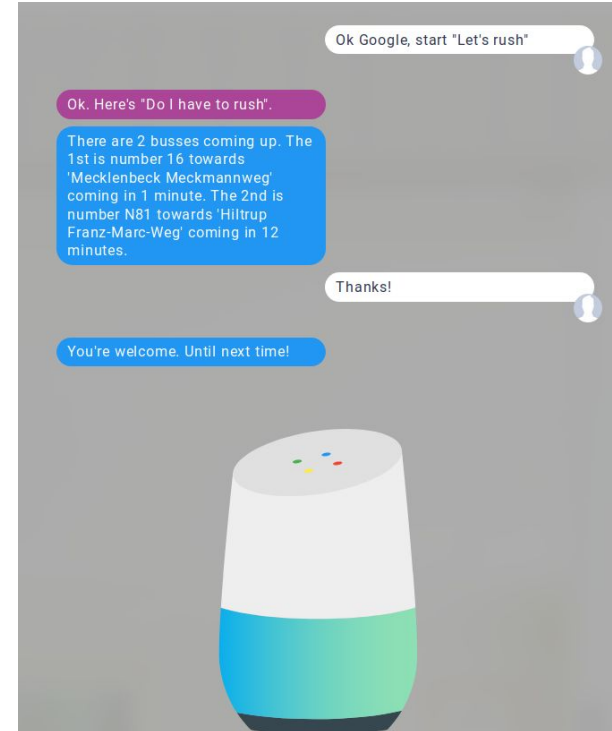 Ok Google, start "Let's rush"
Ok. Here's "Do I have to rush".
There are 2 busses coming up. The
1st is number 16 towards
'Mecklenbeck Meckmannweg'
coming in 1 minute. The 2nd is
number N81 towards 'Hiltrup
Franz-Marc-Weg' coming in 12
minutes.
Thanks!
You're welcome. Until next time!